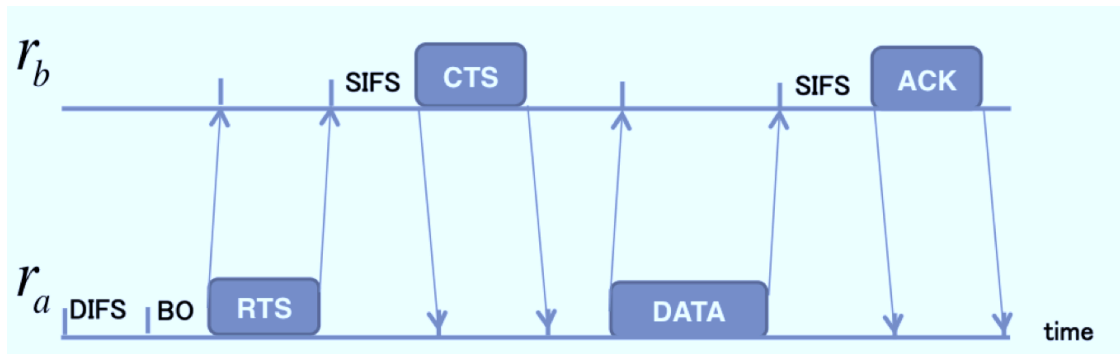 r_b
SIFS CTS SIFS ACK
r_a
DIFS BO RTS DATA
time